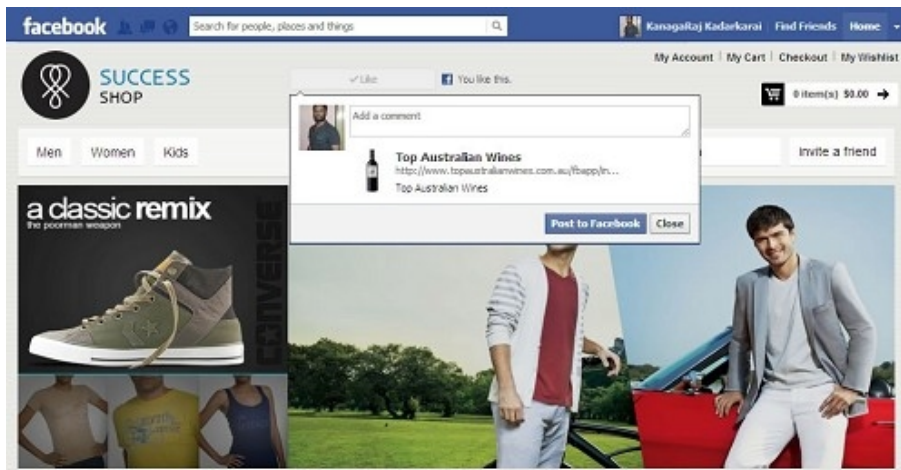 facebook
Search for people, places and things
KanagaRaj Kadarkarai Find Friends Home
My Account My Cart Checkout My Wishlist
SUCCESS
SHOP
Like
You like this.
0 item(s) $0.00
Add a comment
Top Australian Wines
http://www.topaustralianwines.com.au/fbapp/in...
Top Australian Wines
Post to Facebook Close
Men Women Kids
Invite a friend
a classic remix
the poorman weapon
CONVERSE